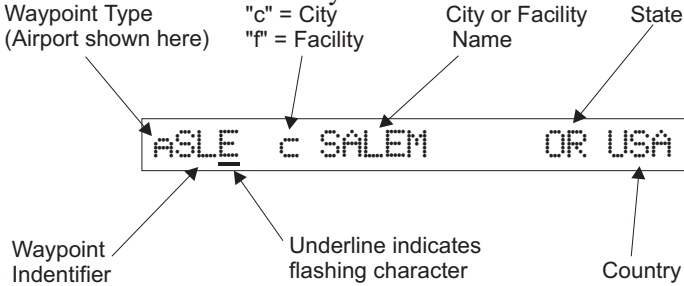 Waypoint Type
(Airport shown here)
"c" = City
"f" = Facility
City or Facility
Name
State
aSLE c SALEM OR USA
Waypoint
Indentifier
Underline indicates
flashing character
Country